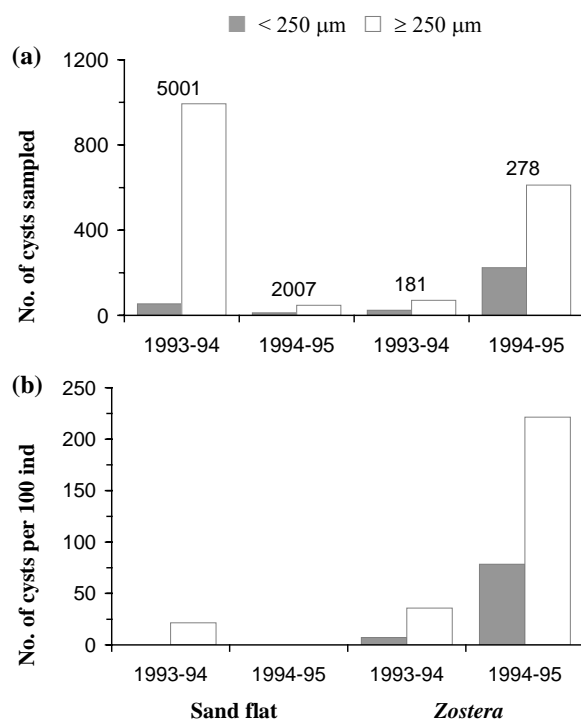 < 250 µm ≥ 250 µm
(a)
No. of cysts sampled
1200
800
400
0
5001
2007
181
278
1993-94 1994-95 1993-94 1994-95
(b)
No. of cysts per 100 ind
250
200
150
100
50
0
1993-94 1994-95 1993-94 1994-95
Sand flat Zostera